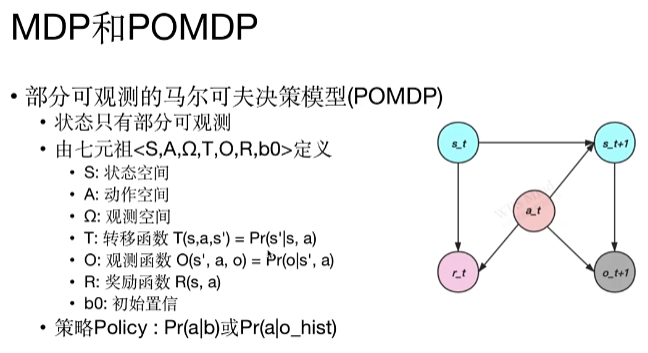 MDP和POMDP
• 部分可观测的马尔可夫决策模型(POMDP)
• 状态只有部分可观测
• 由七元祖<S,A,Ω,T,O,R,b0>定义
• S: 状态空间
• A: 动作空间
• Ω: 观测空间
• T: 转移函数 T(s,a,s') = Pr(s'|s, a)
• O: 观测函数 O(s', a, o) = Pr(o|s', a)
• R: 奖励函数 R(s, a)
• b0: 初始置信
• 策略Policy : Pr(a|b)或Pr(a|o_hist)
s_t
s_t+1
a_t
r_t
o_t+1